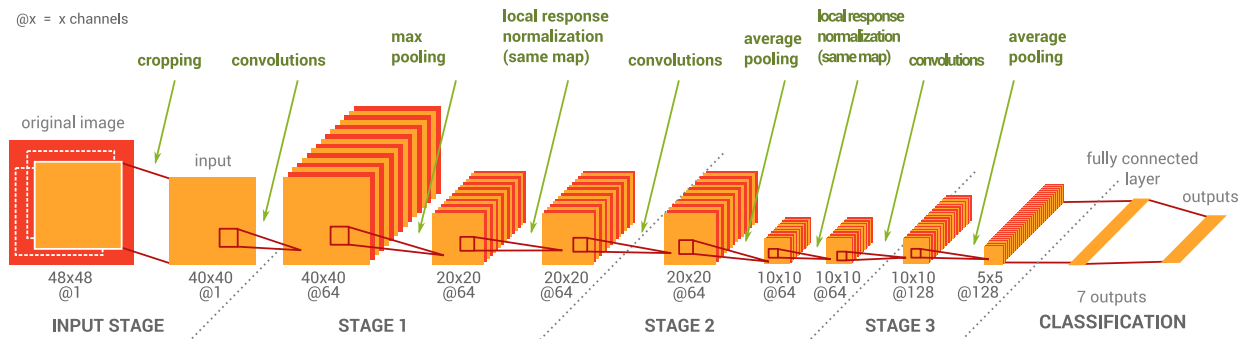 @x = x channels
cropping
convolutions
max
pooling
local response
normalization
(same map)
convolutions
average
pooling
local response
normalization
(same map)
convolutions
average
pooling
original image
input
fully connected
layer
outputs
48x48
@1
40x40
@1
40x40
@64
20x20
@64
20x20
@64
20x20
@64
10x10
@64
10x10
@64
10x10
@128
5x5
@128
7 outputs
INPUT STAGE
STAGE 1
STAGE 2
STAGE 3
CLASSIFICATION